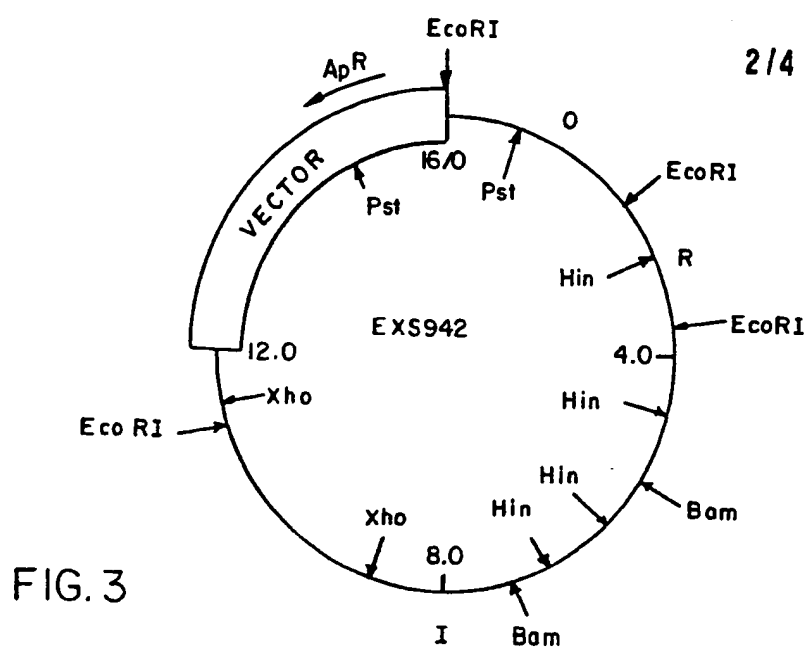 EcoRI
2/4
ApR
O
VECTOR
16/0
EcoRI
Pst
Pst
R
Hin
EXS942
EcoRI
12.0
4.0
Xho
Hin
Eco RI
Hin
Bam
Xho
Hin
8.0
FIG. 3
I
Bam